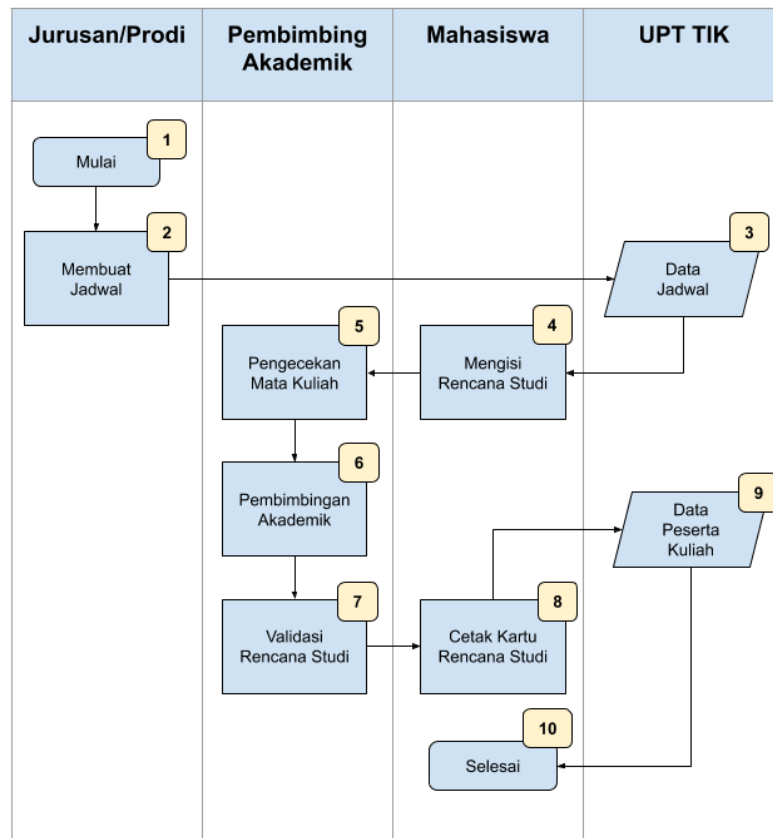 Jurusan/Prodi
Pembimbing
Akademik
Mahasiswa
UPT TIK
1
Mulai
2
Membuat
Jadwal
3
Data
Jadwal
4
Mengisi
Rencana Studi
5
Pengecekan
Mata Kuliah
6
Pembimbingan
Akademik
7
Validasi
Rencana Studi
8
Cetak Kartu
Rencana Studi
9
Data
Peserta
Kuliah
10
Selesai